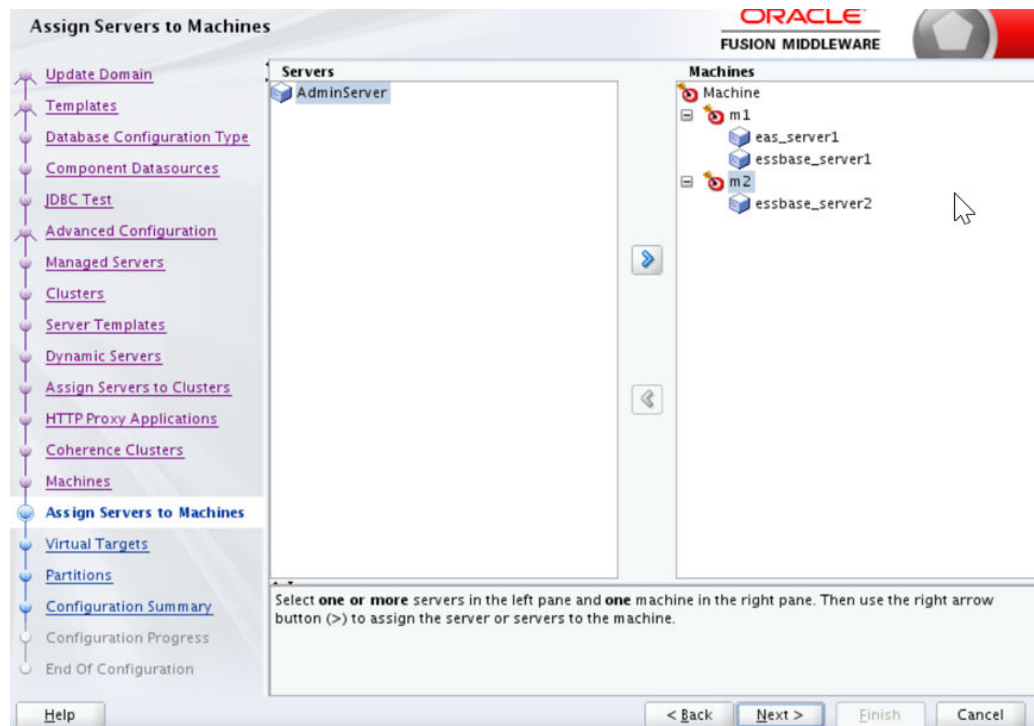 Assign Servers to Machines
ORACLE
FUSION MIDDLEWARE
Update Domain
Templates
Database Configuration Type
Component Datasources
JDBC Test
Advanced Configuration
Managed Servers
Clusters
Server Templates
Dynamic Servers
Assign Servers to Clusters
HTTP Proxy Applications
Coherence Clusters
Machines
Assign Servers to Machines
Virtual Targets
Partitions
Configuration Summary
Configuration Progress
End Of Configuration
Servers
AdminServer
Machines
Machine
m1
eas_server1
essbase_server1
m2
essbase_server2
Select one or more servers in the left pane and one machine in the right pane. Then use the right arrow
button (>) to assign the server or servers to the machine.
Help
< Back
Next >
Finish
Cancel